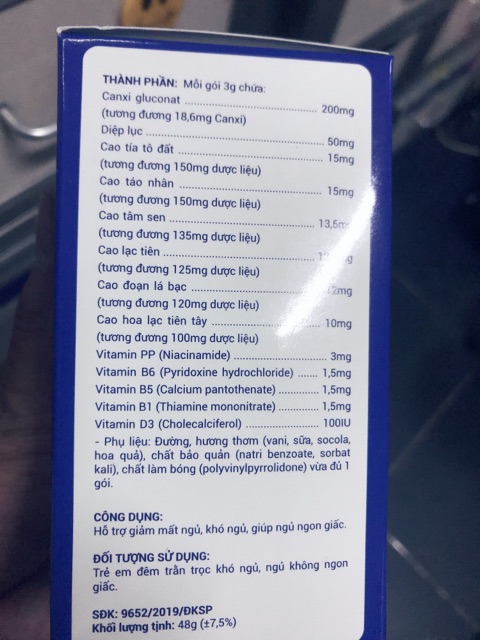 THÀNH PHẦN: Mỗi gói 3g chứa:
Canxi gluconat ........................................ 200mg
(tương đương 18,6mg Canxi)
Diệp lục ........................................ 50mg
Cao tía tô đất ........................................ 15mg
(tương đương 150mg dược liệu)
Cao táo nhân ........................................ 15mg
(tương đương 150mg dược liệu)
Cao tâm sen ........................................ 13,5mg
(tương đương 135mg dược liệu)
Cao lạc tiên ........................................
(tương đương 125mg dược liệu)
Cao đoạn lá bạc ........................................ 12mg
(tương đương 120mg dược liệu)
Cao hoa lạc tiên tây ........................................ 10mg
(tương đương 100mg dược liệu)
Vitamin PP (Niacinamide) ........................ 3mg
Vitamin B6 (Pyridoxine hydrochloride) ...... 1,5mg
Vitamin B5 (Calcium pantothenate) ............ 1,5mg
Vitamin B1 (Thiamine mononitrate) ............ 1,5mg
Vitamin D3 (Cholecalciferol) .................... 100IU
- Phụ liệu: Đường, hương thơm (vani, sữa, socola,
hoa quả), chất bảo quản (natri benzoate, sorbat
kali), chất làm bóng (polyvinylpyrrolidone) vừa đủ 1
gói.
CÔNG DỤNG:
Hỗ trợ giảm mất ngủ, khó ngủ, giúp ngủ ngon giấc.
ĐỐI TƯỢNG SỬ DỤNG:
Trẻ em đêm trằn trọc khó ngủ, ngủ không ngon
giấc.
SĐK: 9652/2019/ĐKSP
Khối lượng tịnh: 48g (±7,5%)